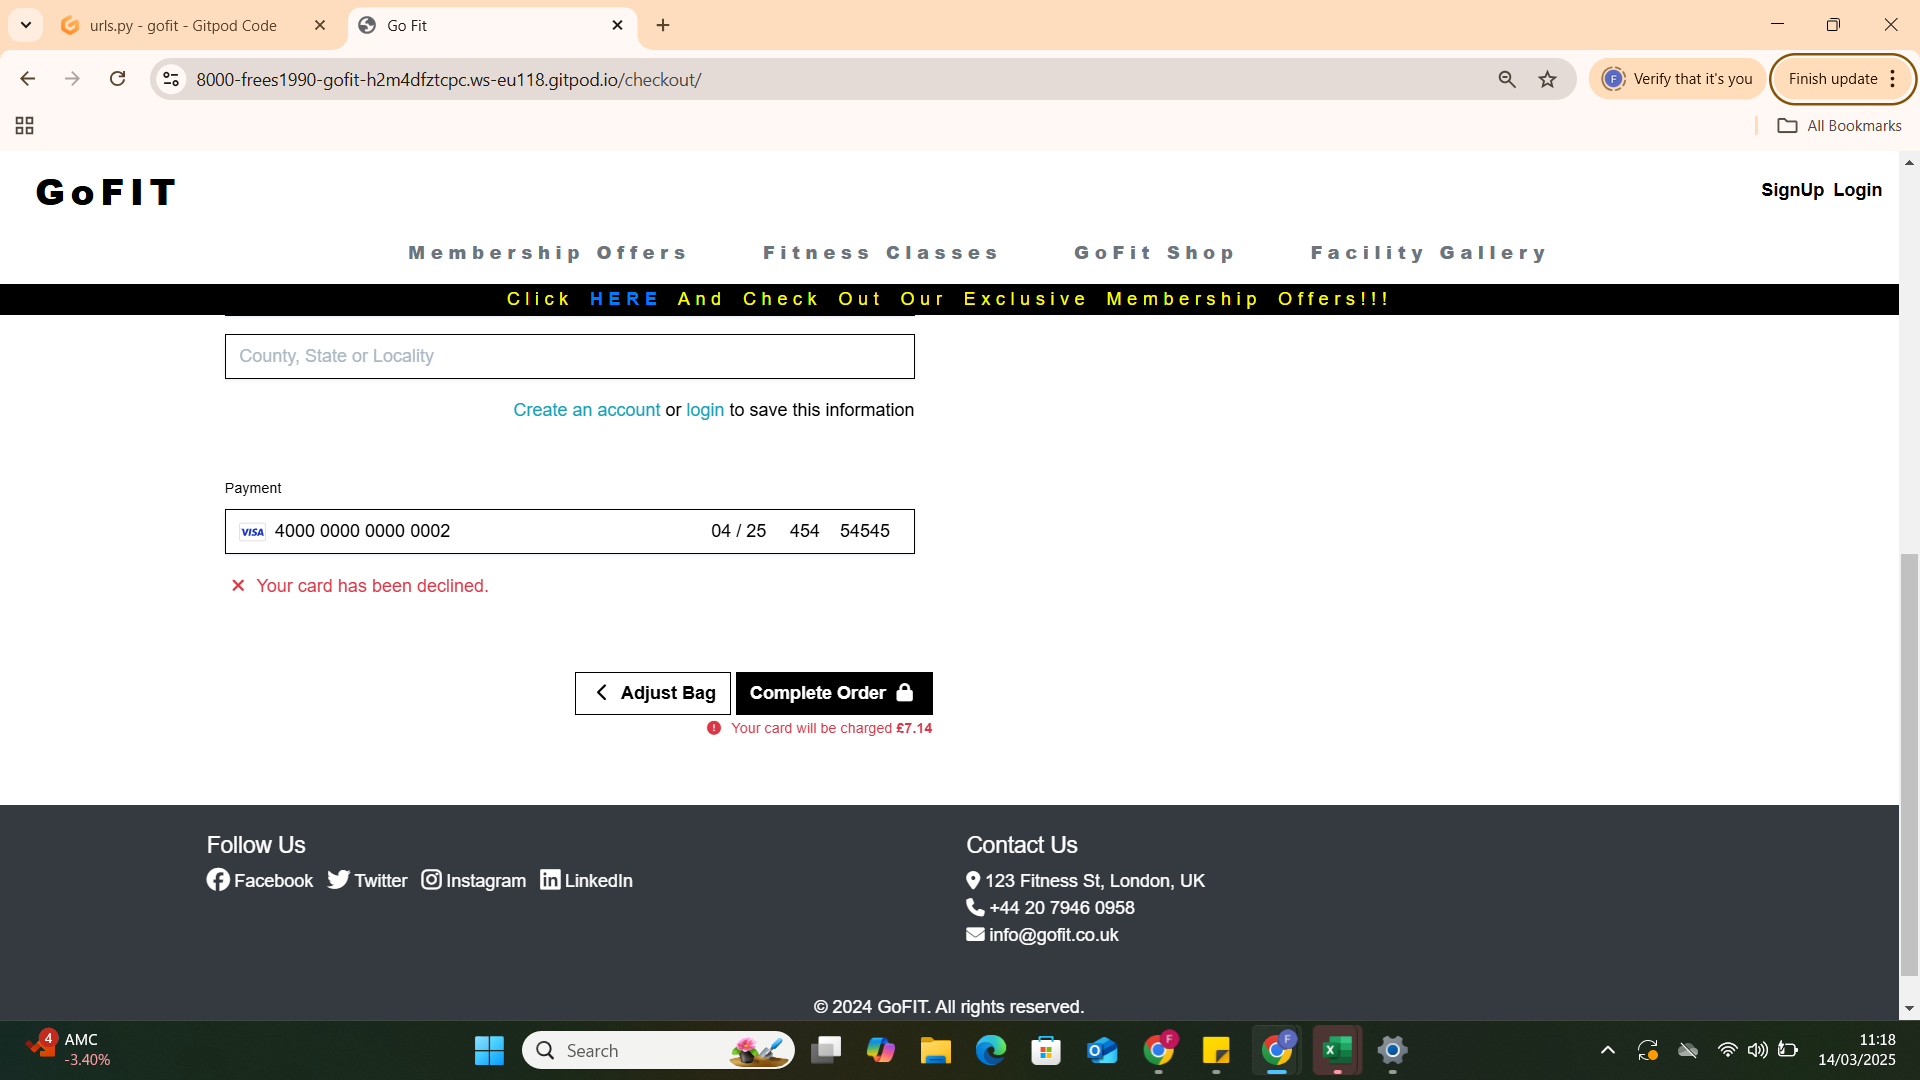 urls.py - gofit - Gitpod Code
Go Fit
8000-frees1990-gofit-h2m4dfztcpc.ws-eu118.gitpod.io/checkout/
F
Verify that it's you
Finish update
All Bookmarks
GoFIT
SignUp Login
Membership Offers
Fitness Classes
GoFit Shop
Facility Gallery
Click HERE And Check Out Our Exclusive Membership Offers!!!
County, State or Locality
Create an account or login to save this information
Payment
VISA 4000 0000 0000 0002 04 / 25 454 54545
Your card has been declined.
Adjust Bag
Complete Order
Your card will be charged £7.14
Follow Us
Facebook Twitter Instagram LinkedIn
Contact Us
123 Fitness St, London, UK
+44 20 7946 0958
info@gofit.co.uk
© 2024 GoFIT. All rights reserved.
4
AMC
-3.40%
Search
F
F
11:18
14/03/2025